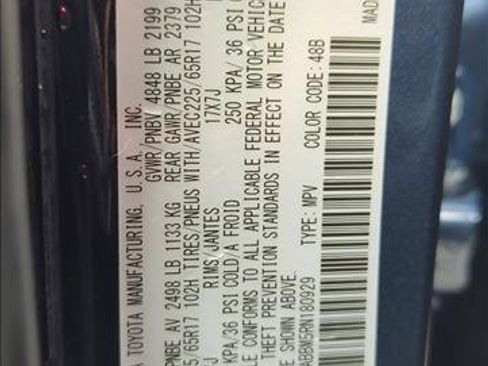 TOYOTA MANUFACTURING, U.S.A. INC.
GVWR/PNBV 4848 LB 2199
PNBE AV 2498 LB 1133 KG REAR GAWR/PNBE AR 2379
65R17 102H TIRES/PNEUS WITH/AVEC225/65R17 102H
RIMS/JANTES 17X7J
KPA/36 PSI COLD/A FROID 250 KPA/ 36 PSI
CONFORMS TO ALL APPLICABLE FEDERAL MOTOR VEHIC
THEFT PREVENTION STANDARDS IN EFFECT ON THE DATE
SHOWN ABOVE.
ABBM5RN180929 TYPE: MPV COLOR CODE: 48B
MAD